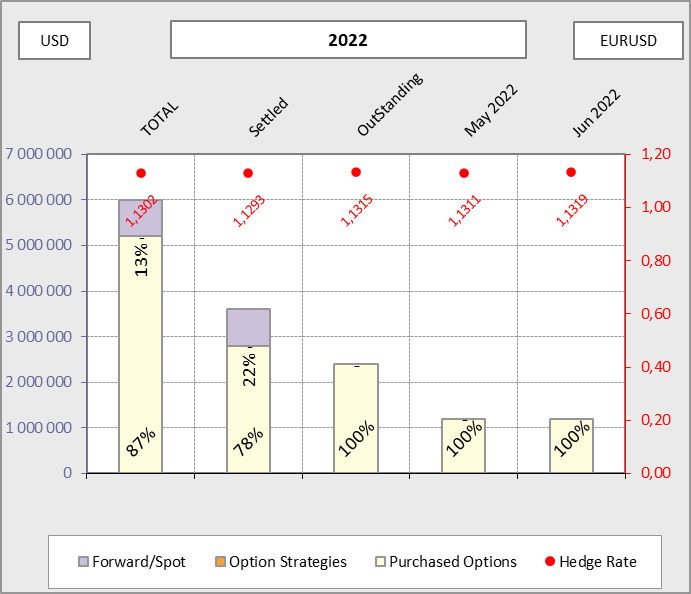 USD 2022 EURUSD
TOTAL Settled OutStanding May 2022 Jun 2022
7 000 000 1,20
6 000 000 1,00
5 000 000 0,80
4 000 000 0,60
3 000 000 0,40
2 000 000 0,20
1 000 000 0,00
0
1,1302 1,1293 1,1315 1,1311 1,1319
13% 22%
87% 78% 100% 100% 100%
Forward/Spot Option Strategies Purchased Options Hedge Rate